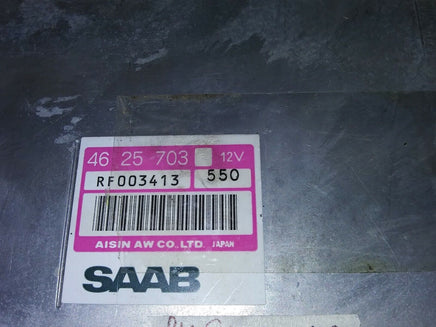 46 25 703 12V
RF003413 550
AISIN AW CO.,LTD. JAPAN
SAAB